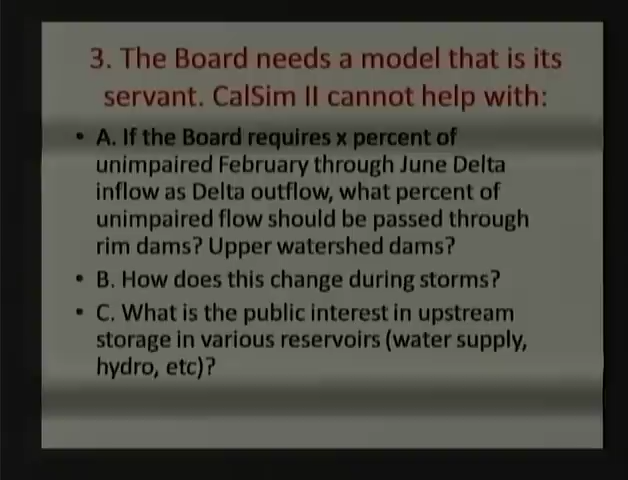 3. The Board needs a model that is its
servant. CalSim II cannot help with:
• A. If the Board requires x percent of
unimpaired February through June Delta
inflow as Delta outflow, what percent of
unimpaired flow should be passed through
rim dams? Upper watershed dams?
• B. How does this change during storms?
• C. What is the public interest in upstream
storage in various reservoirs (water supply,
hydro, etc)?